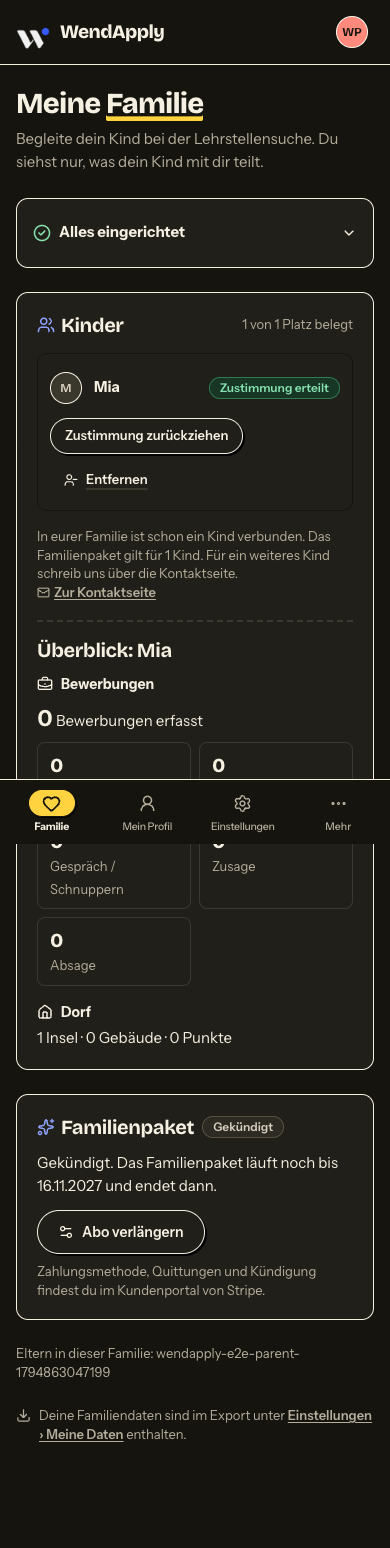 WendApply
WP
Meine Familie
Begleite dein Kind bei der Lehrstellensuche. Du
siehst nur, was dein Kind mit dir teilt.
Alles eingerichtet
Kinder
1 von 1 Platz belegt
M
Mia
Zustimmung erteilt
Zustimmung zurückziehen
Entfernen
In eurer Familie ist schon ein Kind verbunden. Das
Familienpaket gilt für 1 Kind. Für ein weiteres Kind
schreib uns über die Kontaktseite.
Zur Kontaktseite
Überblick: Mia
Bewerbungen
0 Bewerbungen erfasst
0
0
Familie
Mein Profil
Einstellungen
Mehr
Gespräch /
Schnuppern
Zusage
0
Absage
Dorf
1 Insel · 0 Gebäude · 0 Punkte
Familienpaket
Gekündigt
Gekündigt. Das Familienpaket läuft noch bis
16.11.2027 und endet dann.
Abo verlängern
Zahlungsmethode, Quittungen und Kündigung
findest du im Kundenportal von Stripe.
Eltern in dieser Familie: wendapply-e2e-parent-
1794863047199
Deine Familiendaten sind im Export unter Einstellungen
› Meine Daten enthalten.